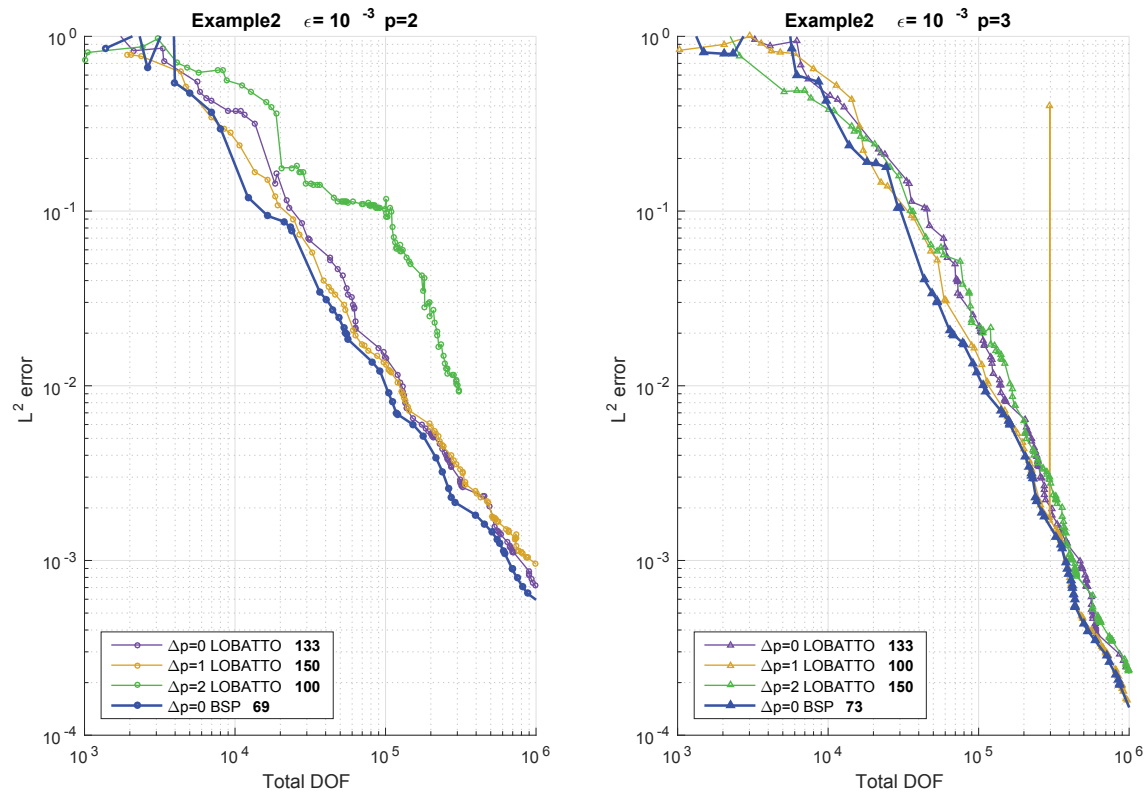 Example2 ϵ= 10 -3 p=2
10 0
10 -1
10 -2
10 -3
10 -4
L 2 error
Δp=0 LOBATTO 133
Δp=1 LOBATTO 150
Δp=2 LOBATTO 100
Δp=0 BSP 69
10 3 10 4 10 5 10 6
Total DOF
Example2 ϵ= 10 -3 p=3
10 0
10 -1
10 -2
10 -3
10 -4
L 2 error
Δp=0 LOBATTO 133
Δp=1 LOBATTO 100
Δp=2 LOBATTO 150
Δp=0 BSP 73
10 3 10 4 10 5 10 6
Total DOF